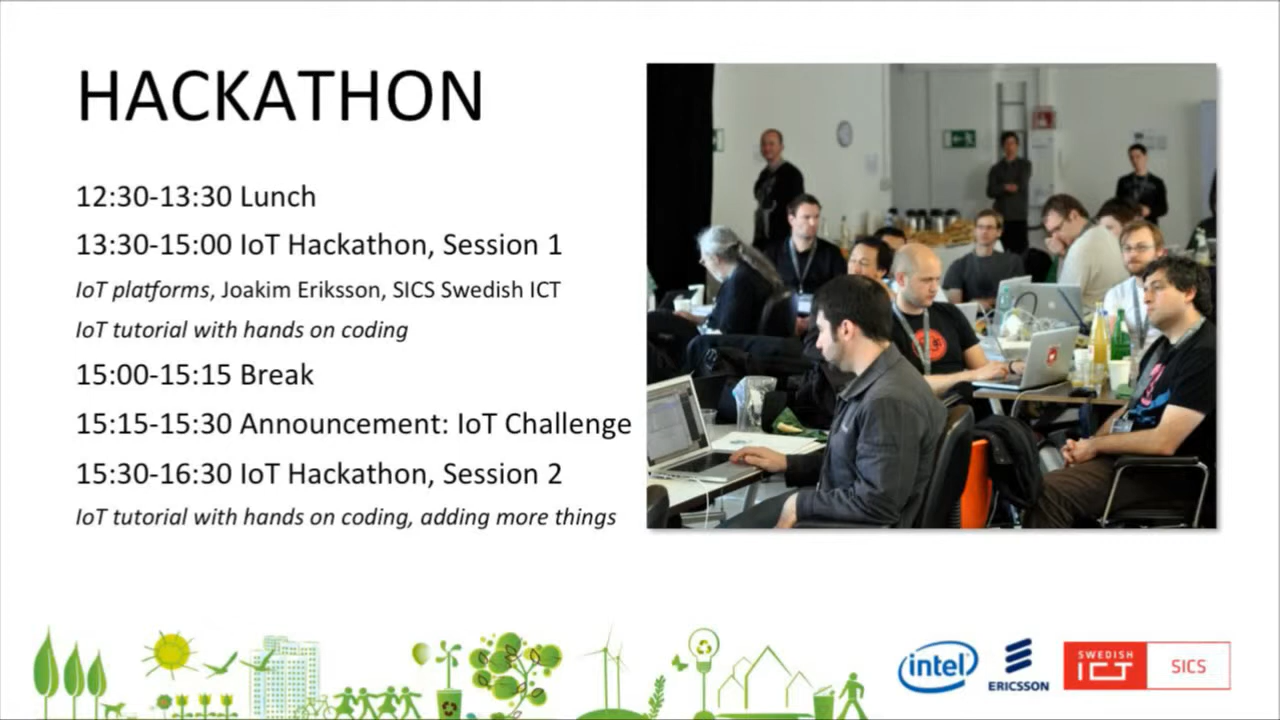 HACKATHON
12:30-13:30 Lunch
13:30-15:00 IoT Hackathon, Session 1
IoT platforms, Joakim Eriksson, SICS Swedish ICT
IoT tutorial with hands on coding
15:00-15:15 Break
15:15-15:30 Announcement: IoT Challenge
15:30-16:30 IoT Hackathon, Session 2
IoT tutorial with hands on coding, adding more things
intel
ERICSSON
SWEDISH
ICT
SICS